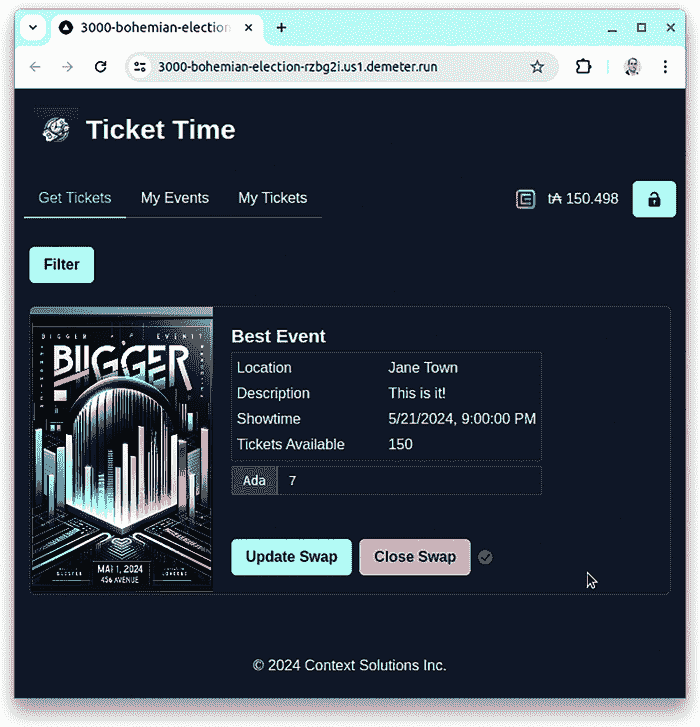 3000-bohemian-election
3000-bohemian-election-rzbg2i.us1.demeter.run
Ticket Time
Get Tickets My Events My Tickets
t₳ 150.498
Filter
BIGGER EVENT
BIIGGER
MAI 1, 2024
456 AVENUE
Best Event
Location Jane Town
Description This is it!
Showtime 5/21/2024, 9:00:00 PM
Tickets Available 150
Ada 7
Update Swap Close Swap
© 2024 Context Solutions Inc.